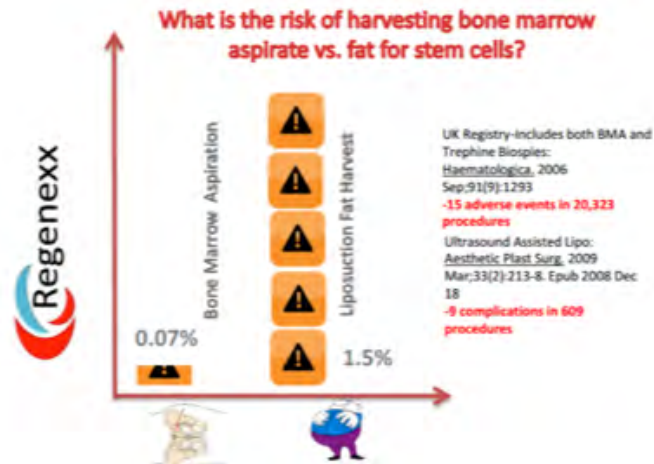 What is the risk of harvesting bone marrow
aspirate vs. fat for stem cells?
Regenexx
Bone Marrow Aspiration
Liposuction Fat Harvest
0.07%
1.5%
UK Registry-includes both BMA and
Trephine Biospies:
Haematologica. 2006
Sep;91(9):1293
-15 adverse events in 20,323
procedures
Ultrasound Assisted Lipo:
Aesthetic Plast Surg. 2009
Mar;33(2):213-8. Epub 2008 Dec
18
-9 complications in 609
procedures